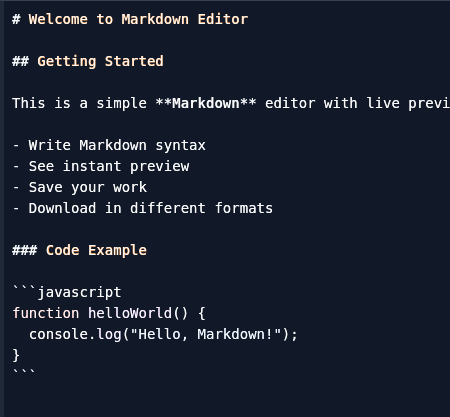 # Welcome to Markdown Editor
## Getting Started
This is a simple **Markdown** editor with live previ
- Write Markdown syntax
- See instant preview
- Save your work
- Download in different formats
### Code Example
```javascript
function helloWorld() {
  console.log("Hello, Markdown!");
}
```